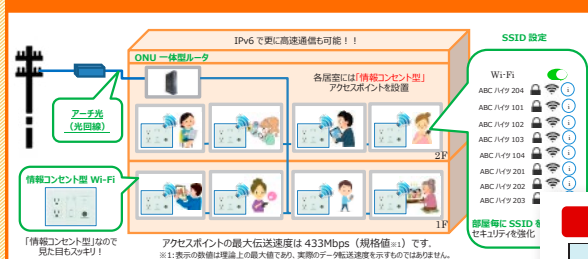 IPv6 で更に高速通信も可能！！
ONU 一体型ルータ
各居室には「情報コンセント型」
アクセスポイントを設置
アーチ光
（光回線）
2F
1F
情報コンセント型 Wi-Fi
「情報コンセント型」なので
見た目もスッキリ！
アクセスポイントの最大伝送速度は 433Mbps（規格値※1）です。
※1:表示の数値は理論上の最大値であり、実際のデータ転送速度を示すものではありません。
SSID 設定
Wi-Fi
ABC ハイツ 204
ABC ハイツ 101
ABC ハイツ 102
ABC ハイツ 103
ABC ハイツ 104
ABC ハイツ 201
ABC ハイツ 202
ABC ハイツ 203
部屋毎に SSID を
セキュリティを強化